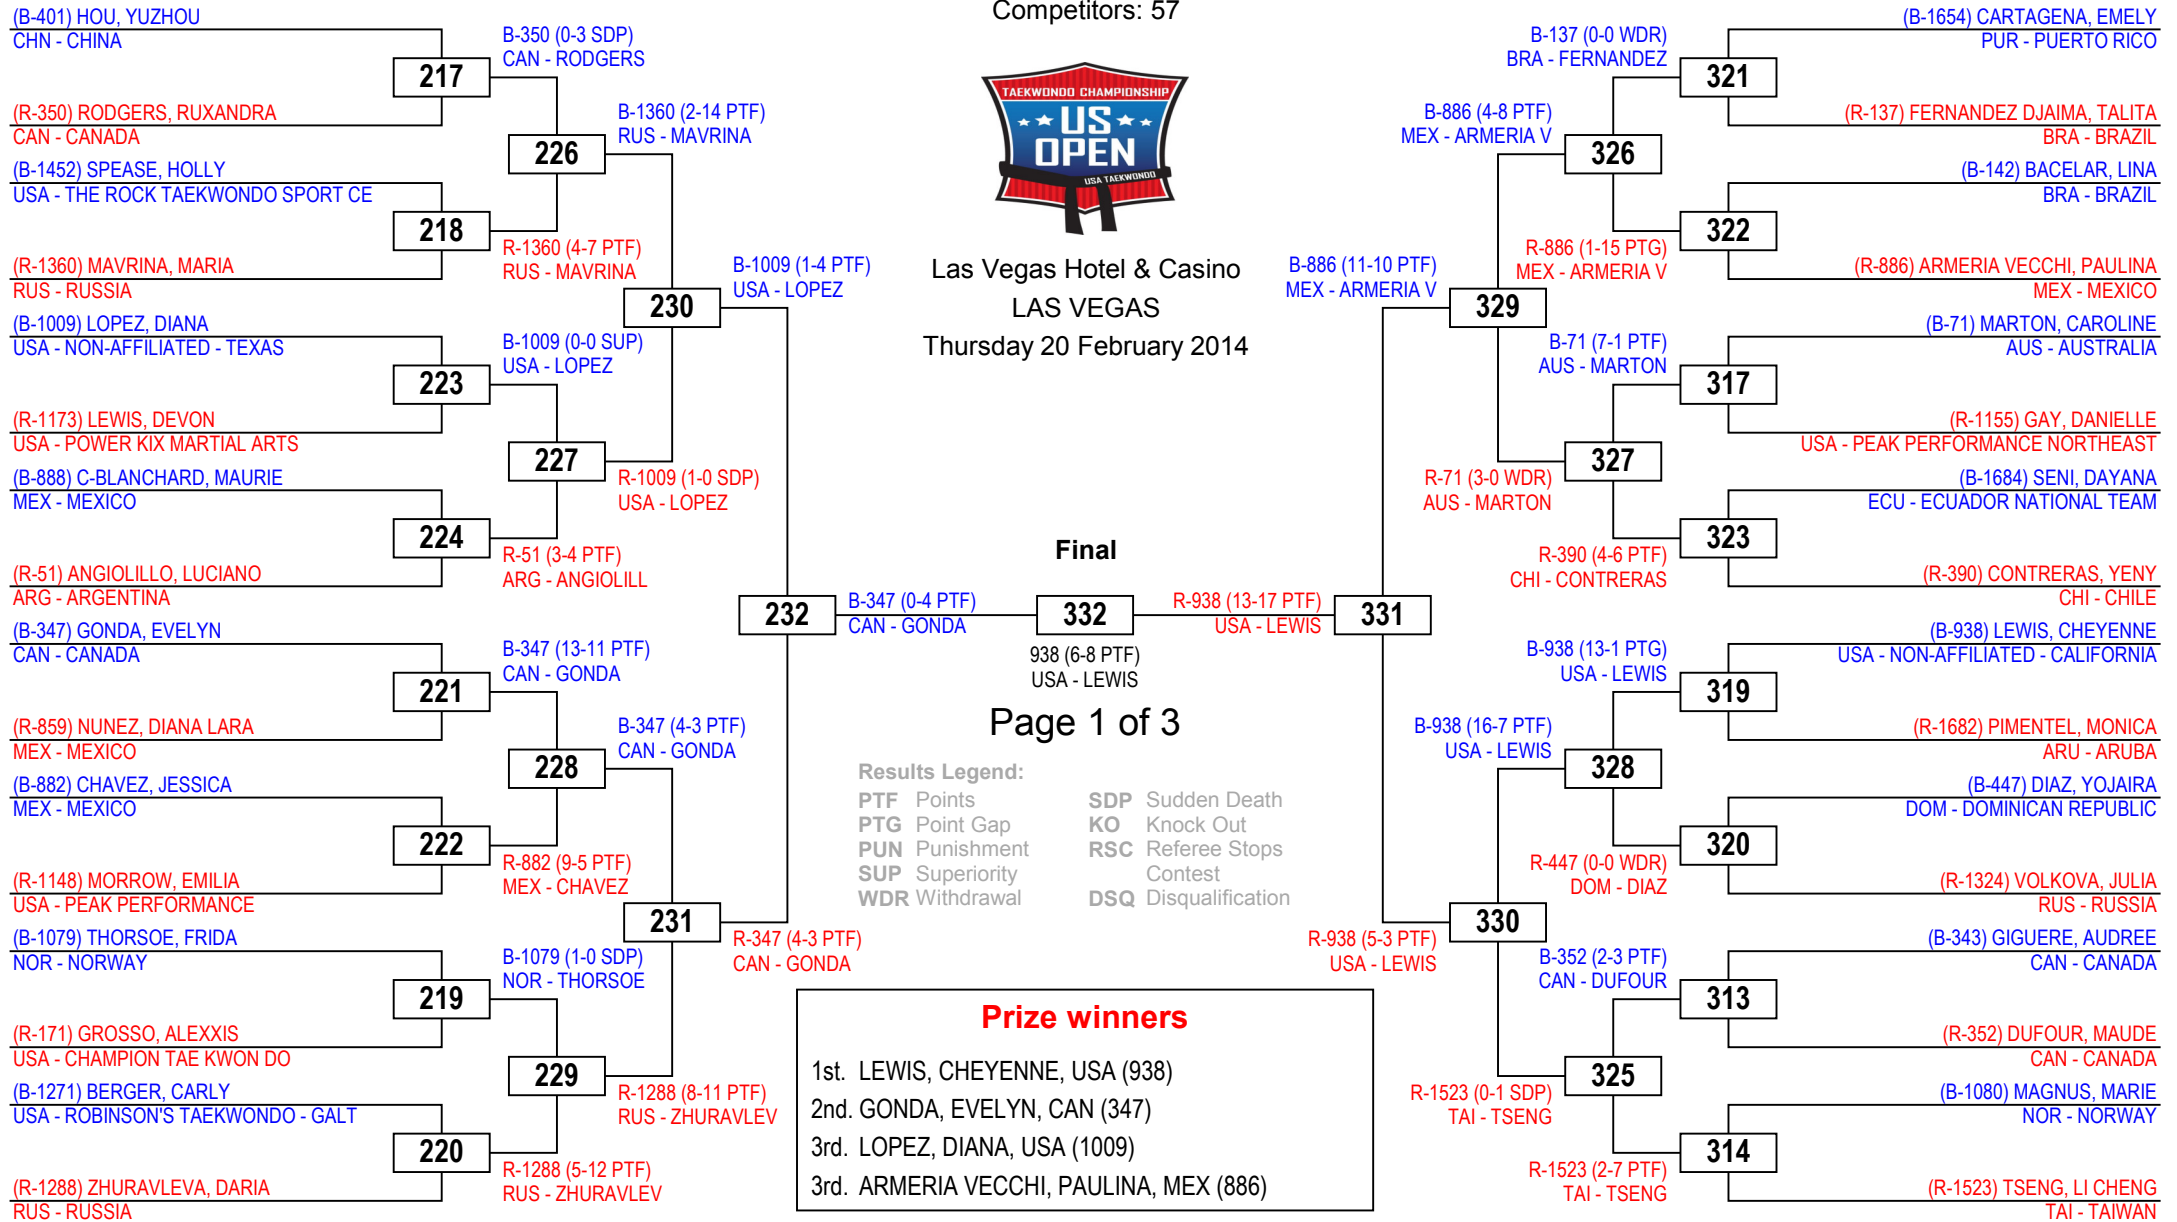 Competitors: 57
TAEKWONDO CHAMPIONSHIP
US
OPEN
USA TAEKWONDO
Las Vegas Hotel & Casino
LAS VEGAS
Thursday 20 February 2014
(B-401) HOU, YUZHOU
CHN - CHINA
217
(R-350) RODGERS, RUXANDRA
CAN - CANADA
(B-1452) SPEASE, HOLLY
USA - THE ROCK TAEKWONDO SPORT CE
218
(R-1360) MAVRINA, MARIA
RUS - RUSSIA
(B-1009) LOPEZ, DIANA
USA - NON-AFFILIATED - TEXAS
223
(R-1173) LEWIS, DEVON
USA - POWER KIX MARTIAL ARTS
(B-888) C-BLANCHARD, MAURIE
MEX - MEXICO
224
(R-51) ANGIOLILLO, LUCIANO
ARG - ARGENTINA
(B-347) GONDA, EVELYN
CAN - CANADA
221
(R-859) NUNEZ, DIANA LARA
MEX - MEXICO
(B-882) CHAVEZ, JESSICA
MEX - MEXICO
222
(R-1148) MORROW, EMILIA
USA - PEAK PERFORMANCE
(B-1079) THORSOE, FRIDA
NOR - NORWAY
219
(R-171) GROSSO, ALEXXIS
USA - CHAMPION TAE KWON DO
(B-1271) BERGER, CARLY
USA - ROBINSON'S TAEKWONDO - GALT
220
(R-1288) ZHURAVLEVA, DARIA
RUS - RUSSIA
B-350 (0-3 SDP)
CAN - RODGERS
226
R-1360 (4-7 PTF)
RUS - MAVRINA
B-1009 (0-0 SUP)
USA - LOPEZ
227
R-51 (3-4 PTF)
ARG - ANGIOLILL
B-347 (13-11 PTF)
CAN - GONDA
228
R-882 (9-5 PTF)
MEX - CHAVEZ
B-1079 (1-0 SDP)
NOR - THORSOE
229
R-1288 (5-12 PTF)
RUS - ZHURAVLEV
B-1360 (2-14 PTF)
RUS - MAVRINA
230
R-1009 (1-0 SDP)
USA - LOPEZ
B-347 (4-3 PTF)
CAN - GONDA
231
R-1288 (8-11 PTF)
RUS - ZHURAVLEV
B-1009 (1-4 PTF)
USA - LOPEZ
232
R-347 (4-3 PTF)
CAN - GONDA
Final
B-347 (0-4 PTF)
CAN - GONDA
332
R-938 (13-17 PTF)
USA - LEWIS
938 (6-8 PTF)
USA - LEWIS
Page 1 of 3
Results Legend:
PTF Points
PTG Point Gap
PUN Punishment
SUP Superiority
WDR Withdrawal
SDP Sudden Death
KO Knock Out
RSC Referee Stops
Contest
DSQ Disqualification
Prize winners
1st. LEWIS, CHEYENNE, USA (938)
2nd. GONDA, EVELYN, CAN (347)
3rd. LOPEZ, DIANA, USA (1009)
3rd. ARMERIA VECCHI, PAULINA, MEX (886)
B-886 (11-10 PTF)
MEX - ARMERIA V
331
R-938 (5-3 PTF)
USA - LEWIS
B-886 (4-8 PTF)
MEX - ARMERIA V
329
R-71 (3-0 WDR)
AUS - MARTON
B-938 (16-7 PTF)
USA - LEWIS
330
R-1523 (0-1 SDP)
TAI - TSENG
B-137 (0-0 WDR)
BRA - FERNANDEZ
326
R-886 (1-15 PTG)
MEX - ARMERIA V
B-71 (7-1 PTF)
AUS - MARTON
327
R-390 (4-6 PTF)
CHI - CONTRERAS
B-938 (13-1 PTG)
USA - LEWIS
328
R-447 (0-0 WDR)
DOM - DIAZ
B-352 (2-3 PTF)
CAN - DUFOUR
325
R-1523 (2-7 PTF)
TAI - TSENG
(B-1654) CARTAGENA, EMELY
PUR - PUERTO RICO
321
(R-137) FERNANDEZ DJAIMA, TALITA
BRA - BRAZIL
(B-142) BACELAR, LINA
BRA - BRAZIL
322
(R-886) ARMERIA VECCHI, PAULINA
MEX - MEXICO
(B-71) MARTON, CAROLINE
AUS - AUSTRALIA
317
(R-1155) GAY, DANIELLE
USA - PEAK PERFORMANCE NORTHEAST
(B-1684) SENI, DAYANA
ECU - ECUADOR NATIONAL TEAM
323
(R-390) CONTRERAS, YENY
CHI - CHILE
(B-938) LEWIS, CHEYENNE
USA - NON-AFFILIATED - CALIFORNIA
319
(R-1682) PIMENTEL, MONICA
ARU - ARUBA
(B-447) DIAZ, YOJAIRA
DOM - DOMINICAN REPUBLIC
320
(R-1324) VOLKOVA, JULIA
RUS - RUSSIA
(B-343) GIGUERE, AUDREE
CAN - CANADA
313
(R-352) DUFOUR, MAUDE
CAN - CANADA
(B-1080) MAGNUS, MARIE
NOR - NORWAY
314
(R-1523) TSENG, LI CHENG
TAI - TAIWAN